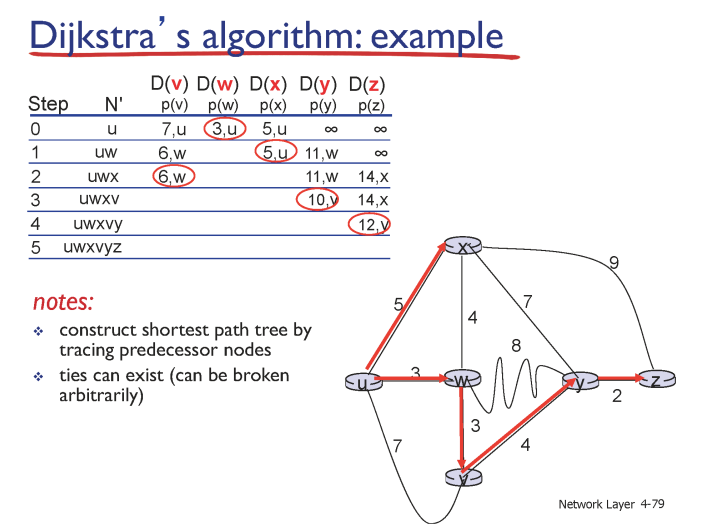 Dijkstra’s algorithm: example
D(v) D(w) D(x) D(y) D(z)
Step N' p(v) p(w) p(x) p(y) p(z)
0 u 7,u 3,u 5,u ∞ ∞
1 uw 6,w 5,u 11,w ∞
2 uwx 6,w 11,w 14,x
3 uwxv 10,v 14,x
4 uwxvy 12,y
5 uwxvyz
notes:
❖ construct shortest path tree by
tracing predecessor nodes
❖ ties can exist (can be broken
arbitrarily)
x
9
5
7
4
8
u
3
w
y
z
2
3
7
4
v
Network Layer 4-79